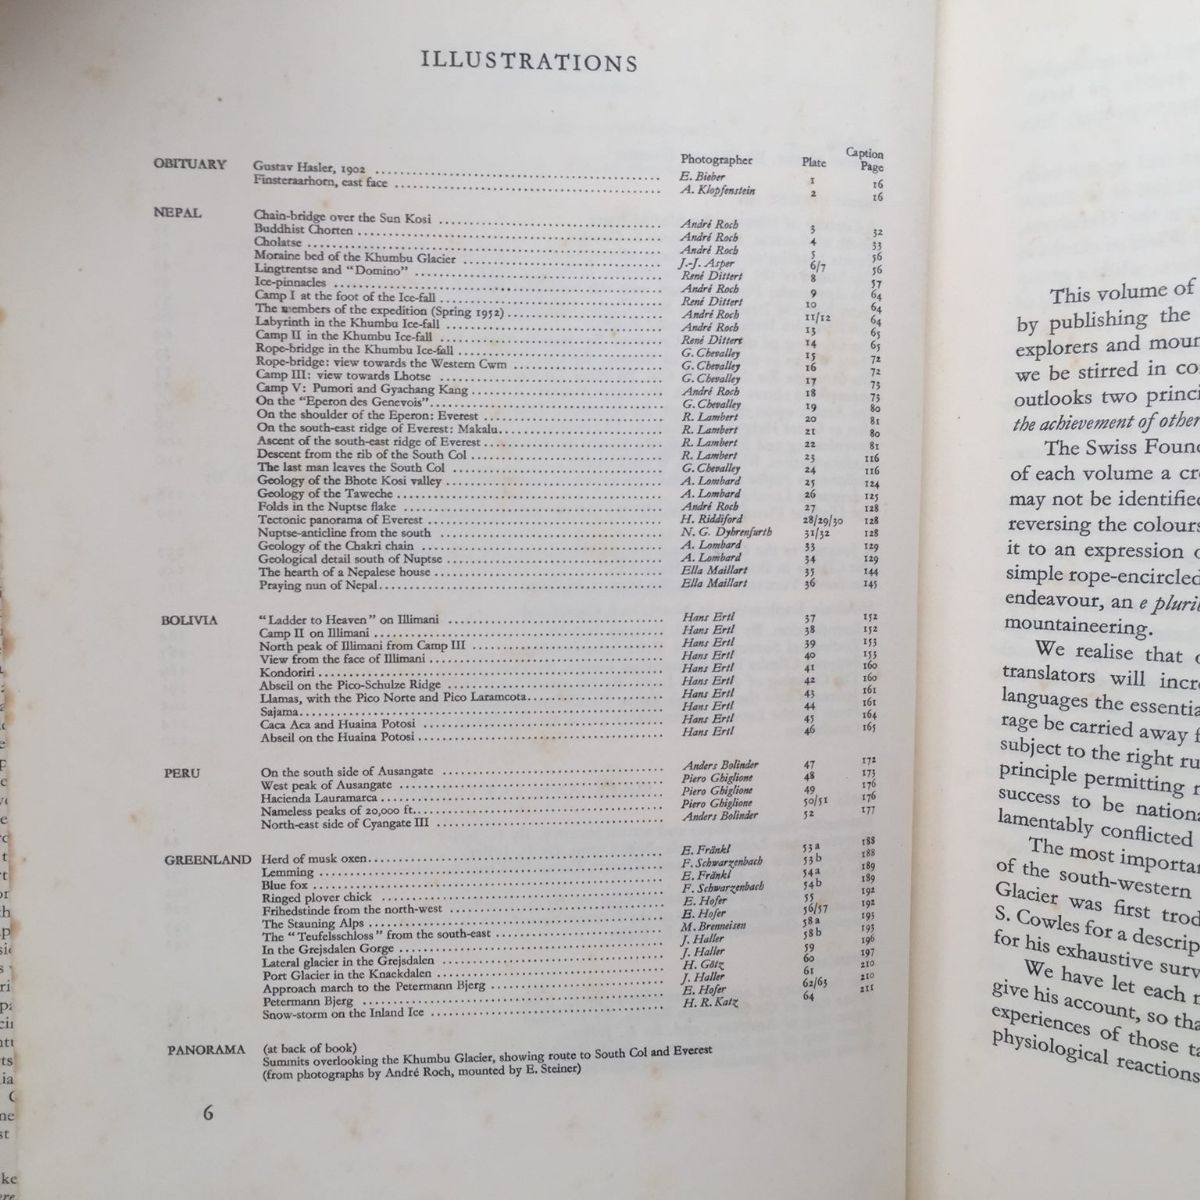 ILLUSTRATIONS
Photographer Plate Caption Page
OBITUARY Gustav Hasler, 1902 E. Bieber 1 16
Finsteraarhorn, east face A. Klopfenstein 2 16
NEPAL Chain-bridge over the Sun Kosi André Roch 3 32
Buddhist Chorten André Roch 4 33
Cholatse André Roch 5 56
Moraine bed of the Khumbu Glacier J.-J. Asper 6/7 56
Lingtrentse and "Domino" René Dittert 8 57
Ice-pinnacles André Roch 9 64
Camp I at the foot of the Ice-fall René Dittert 10 64
The members of the expedition (Spring 1952) André Roch 11/12 64
Labyrinth in the Khumbu Ice-fall André Roch 13 65
Camp II in the Khumbu Ice-fall René Dittert 14 65
Rope-bridge in the Khumbu Ice-fall G. Chevalley 15 72
Rope-bridge: view towards the Western Cwm G. Chevalley 16 72
Camp III: view towards Lhotse G. Chevalley 17 73
Camp V: Pumori and Gyachang Kang André Roch 18 73
On the "Eperon des Genevois" G. Chevalley 19 80
On the shoulder of the Eperon: Everest R. Lambert 20 81
On the south-east ridge of Everest: Makalu R. Lambert 21 80
Ascent of the south-east ridge of Everest R. Lambert 22 81
Descent from the rib of the South Col R. Lambert 23 116
The last man leaves the South Col G. Chevalley 24 116
Geology of the Bhote Kosi valley A. Lombard 25 124
Geology of the Taweche A. Lombard 26 125
Folds in the Nuptse flake André Roch 27 128
Tectonic panorama of Everest H. Riddiford 28/29/30 128
Nuptse-anticline from the south N. G. Dyhrenfurth 31/32 128
Geology of the Chakri chain A. Lombard 33 129
Geological detail south of Nuptse A. Lombard 34 129
The hearth of a Nepalese house Ella Maillart 35 144
Praying nun of Nepal Ella Maillart 36 145
BOLIVIA "Ladder to Heaven" on Illimani Hans Ertl 37 152
Camp II on Illimani Hans Ertl 38 152
North peak of Illimani from Camp III Hans Ertl 39 153
View from the face of Illimani Hans Ertl 40 153
Kondoriri Hans Ertl 41 160
Abseil on the Pico-Schulze Ridge Hans Ertl 42 160
Llamas, with the Pico Norte and Pico Laramcota Hans Ertl 43 161
Sajama Hans Ertl 44 161
Caca Aca and Huaina Potosi Hans Ertl 45 164
Abseil on the Huaina Potosi Hans Ertl 46 165
PERU On the south side of Ausangate Anders Bolinder 47 172
West peak of Ausangate Piero Ghiglione 48 173
Hacienda Lauramarca Piero Ghiglione 49 176
Nameless peaks of 20,000 ft. Piero Ghiglione 50/51 176
North-east side of Cyangate III Anders Bolinder 52 177
GREENLAND Herd of musk oxen E. Fränkl 53a 188
Lemming F. Schwarzenbach 53b 188
Blue fox E. Fränkl 54a 189
Ringed plover chick F. Schwarzenbach 54b 189
Frihedstinde from the north-west E. Hofer 55 192
The Stauning Alps E. Hofer 56/57 192
The "Teufelsschloss" from the south-east M. Brenneisen 58a 193
In the Grejsdalen Gorge J. Haller 58b 193
Lateral glacier in the Grejsdalen J. Haller 59 196
Port Glacier in the Knaekdalen H. Götz 60 197
Approach march to the Petermann Bjerg J. Haller 61 210
Petermann Bjerg E. Hofer 62/63 210
Snow-storm on the Inland Ice H. R. Katz 64 211
PANORAMA (at back of book)
Summits overlooking the Khumbu Glacier, showing route to South Col and Everest
(from photographs by André Roch, mounted by E. Steiner)
6
This volume of
by publishing the
explorers and
we be stirred in
outlooks two
the achievement of other
The Swiss
of each volume a
may not be identified
reversing the colours
it to an expression
simple rope-encircled
endeavour, an e
mountaineering.
We realise that
translators will
languages the
rage be carried away
subject to the right
principle permitting
success to be
lamentably conflicted
The most
of the south-western
Glacier was first
S. Cowles for a
for his exhaustive
We have let each
give his account, so
experiences of those
physiological reactions